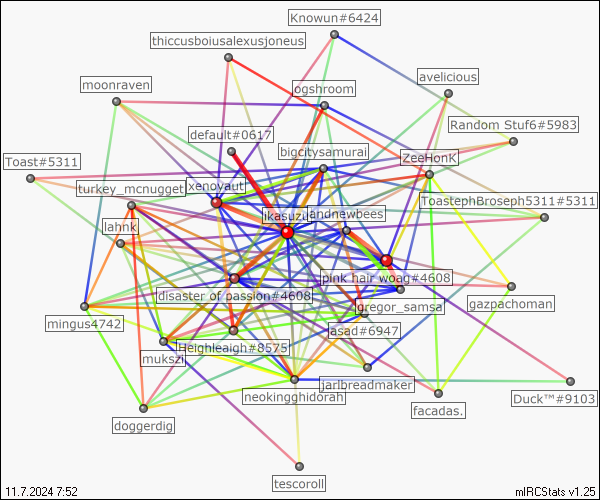 Knowun#6424
thiccusboiusalexusjoneus
avelicious
moonraven
ogshroom
Random Stuf6#5983
default#0617
bigcitysamurai
ZeeHonk
Toast#5311
turkey_mcnugget
xenovaut
ToastephBroseph5311#5311
ikasuzu
landnewbees
lahnk
pink hair woag#4608
disaster of passion#4608
gregor_samsa
gazpachoman
mingus4742
asad#6947
mukszi
Heighleaigh#8575
jarlbreadmaker
neokingghidorah
Duck™#9103
facadas.
doggerdig
tescoroll
11.7.2024 7:52
mIRCStats v1.25